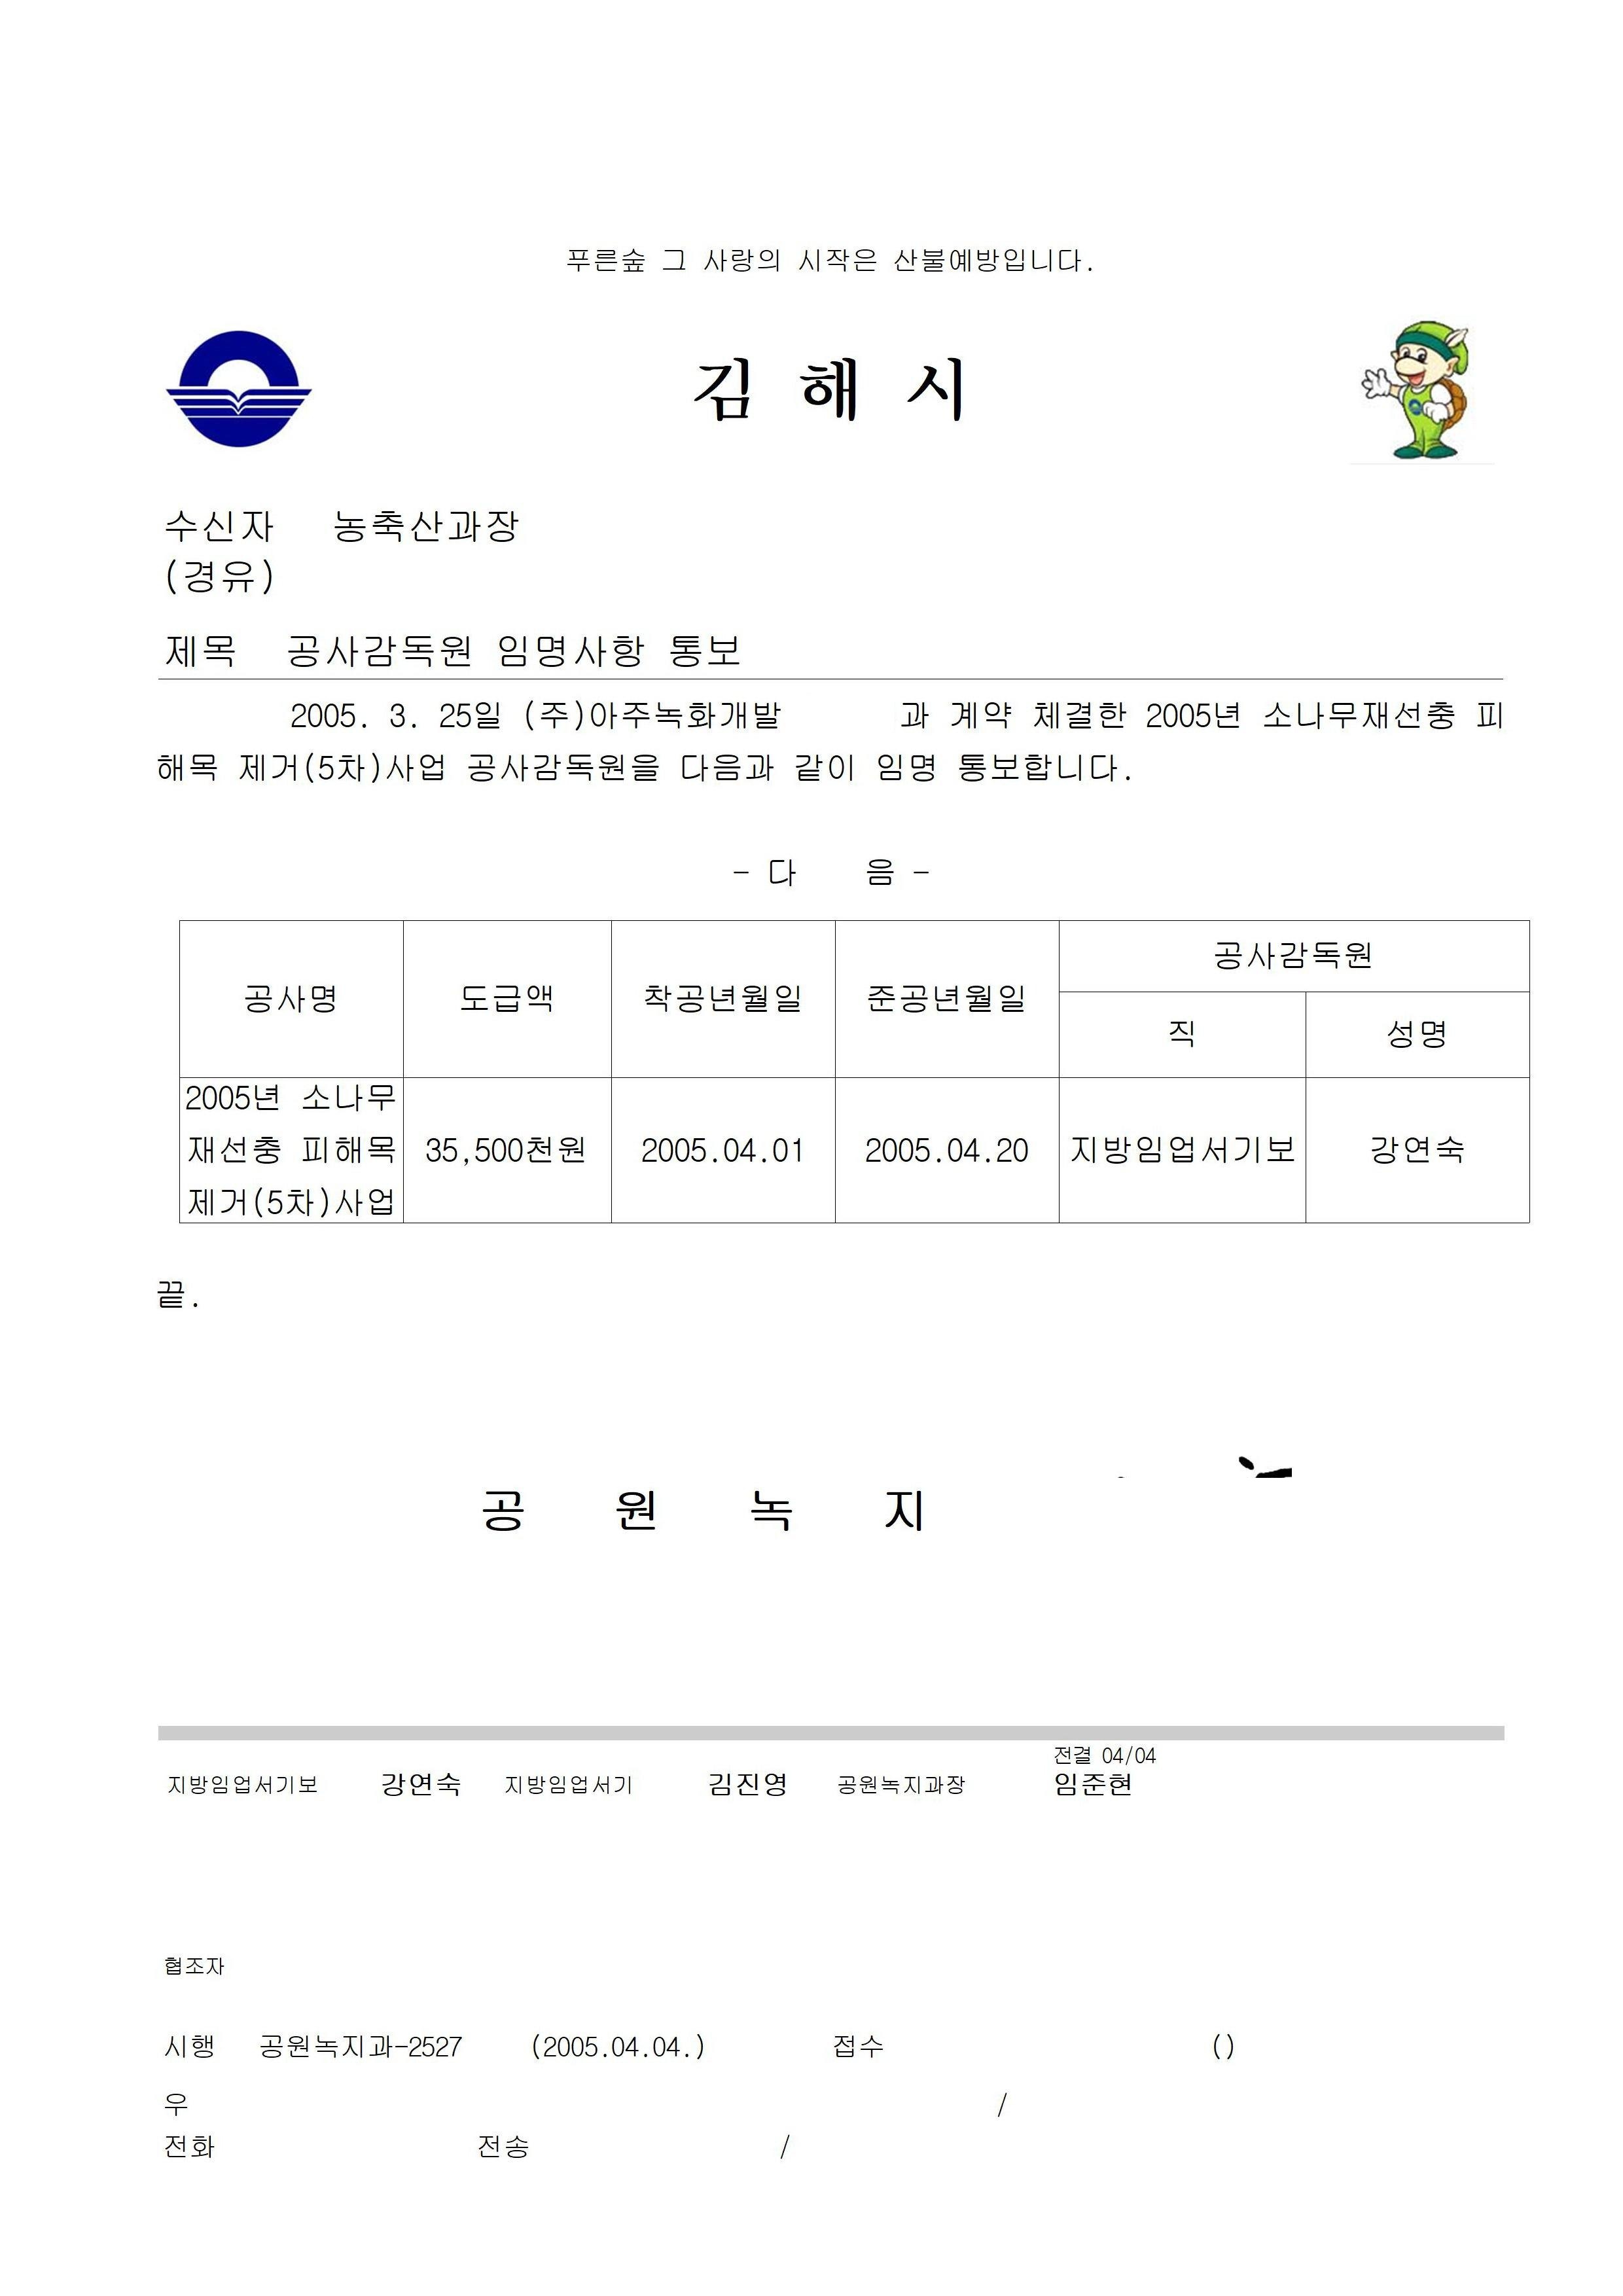 푸른숲 그 사랑의 시작은 산불예방입니다.
김 해 시
수신자 농축산과장
(경유)
제목 공사감독원 임명사항 통보
2005. 3. 25일 (주)아주녹화개발 과 계약 체결한 2005년 소나무재선충 피
해목 제거(5차)사업 공사감독원을 다음과 같이 임명 통보합니다.
- 다 음 -
공사명 도급액 착공년월일 준공년월일 공사감독원
직 성명
2005년 소나무
재선충 피해목 35,500천원 2005.04.01 2005.04.20 지방임업서기보 강연숙
제거(5차)사업
끝.
공 원 녹 지
전결 04/04
지방임업서기보 강연숙 지방임업서기 김진영 공원녹지과장 임준현
협조자
시행 공원녹지과-2527 (2005.04.04.) 접수 ()
우 /
전화 전송 /